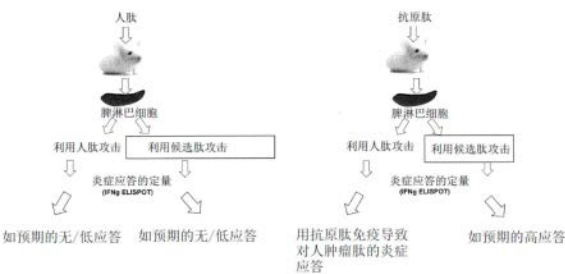 人肽
脾淋巴细胞
利用人肽攻击
利用候选肽攻击
炎症应答的定量
(IFNg ELISPOT)
如预期的无/低应答
如预期的无/低应答
抗原肽
脾淋巴细胞
利用人肽攻击
利用候选肽攻击
炎症应答的定量
(IFNg ELISPOT)
用抗原肽免疫导致
对人肿瘤肽的炎症
应答
如预期的高应答